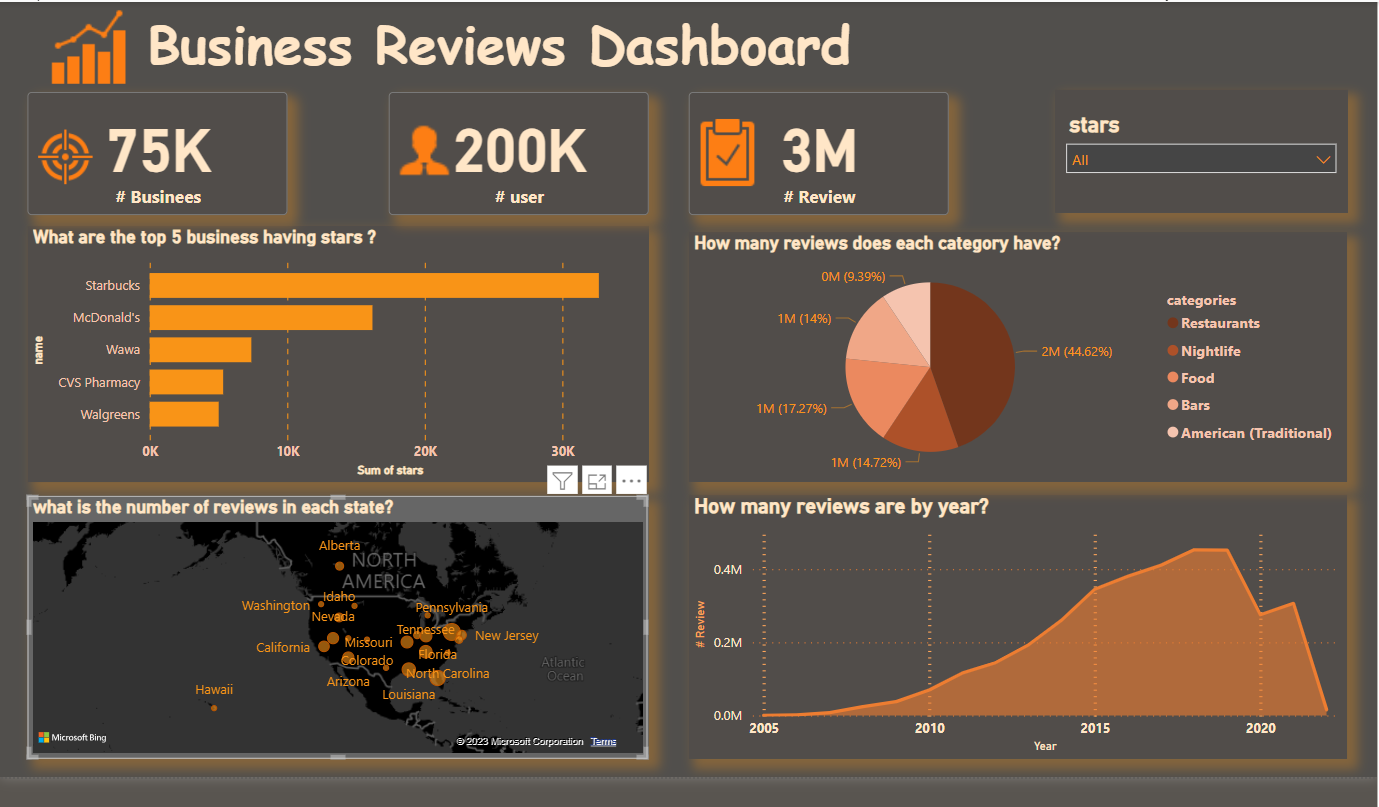 Business Reviews Dashboard
75K
# Businees
200K
# user
3M
# Review
stars
All
What are the top 5 business having stars ?
name
Starbucks
McDonald's
Wawa
CVS Pharmacy
Walgreens
0K 10K 20K 30K
Sum of stars
How many reviews does each category have?
0M (9.39%)
1M (14%)
1M (17.27%)
1M (14.72%)
2M (44.62%)
categories
Restaurants
Nightlife
Food
Bars
American (Traditional)
what is the number of reviews in each state?
Alberta
NORTH
AMERICA
Idaho
Washington
Nevada
Pennsylvania
Tennessee
New Jersey
California
Missouri
Florida
Colorado
North Carolina
Arizona
Louisiana
Hawaii
Atlantic
Ocean
Microsoft Bing
© 2023 Microsoft Corporation Terms
How many reviews are by year?
# Review
0.4M
0.2M
0.0M
2005 2010 2015 2020
Year